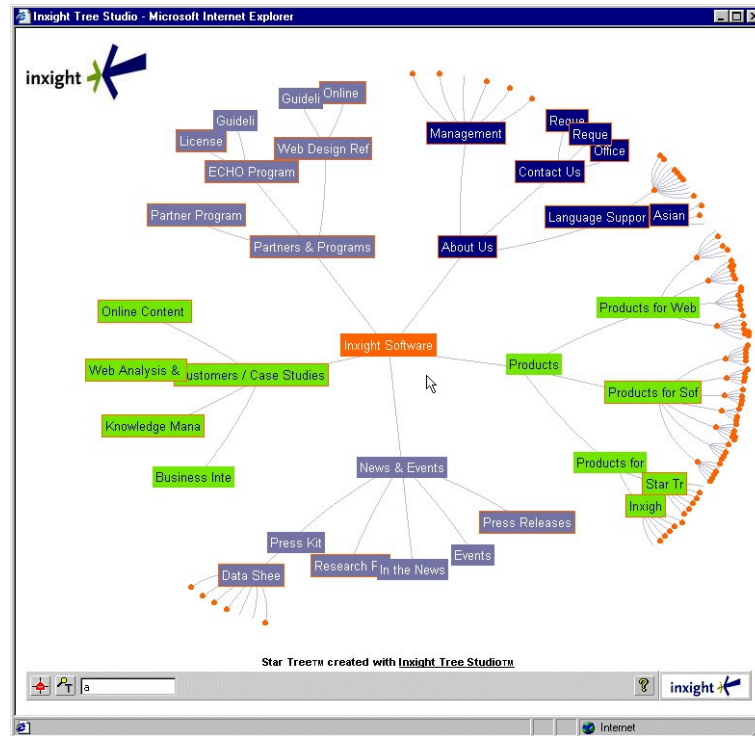 Inxight Tree Studio - Microsoft Internet Explorer
inxight
Guideli
Online
Guideli
License
Web Design Ref
ECHO Program
Partner Program
Partners & Programs
Management
Reque
Reque
Office
Contact Us
Language Suppor
Asian
About Us
Online Content
Web Analysis &
ustomers / Case Studies
Knowledge Mana
Business Inte
Inxight Software
Products for Web
Products
Products for Sof
Products for
Star Tr
Inxigh
News & Events
Press Releases
Press Kit
Events
Research
In the News
Data Shee
Star Tree™ created with Inxight Tree Studio™
T
a
?
inxight
Internet